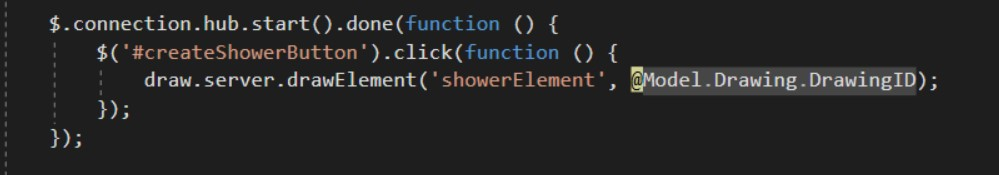 $.connection.hub.start().done(function () {
$('#createShowerButton').click(function () {
draw.server.drawElement('showerElement', @Model.Drawing.DrawingID);
});
});